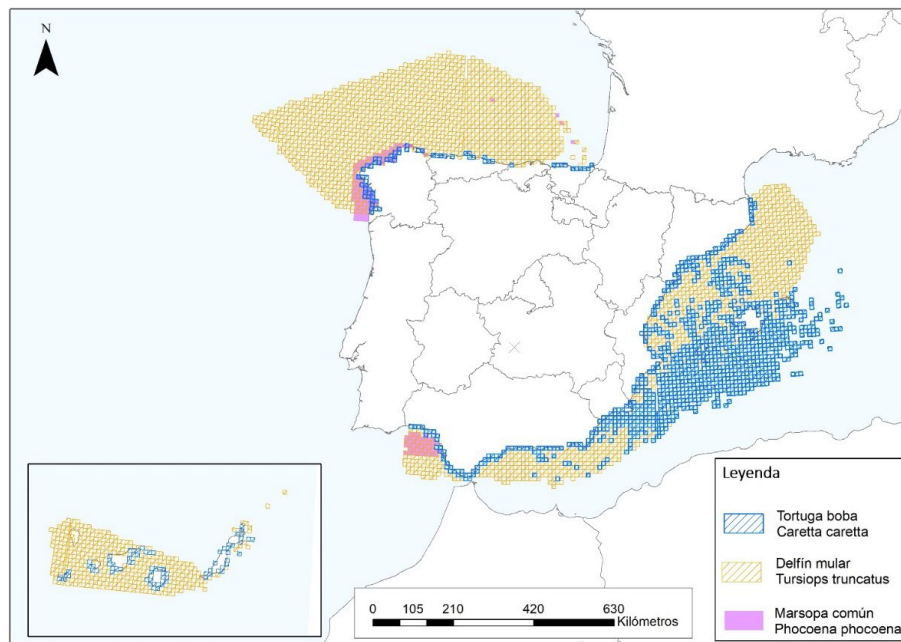 N
Leyenda
Tortuga boba
Caretta caretta
Delfín mular
Tursiops truncatus
Marsopa común
Phocoena phocoena
0 105 210 420 630
Kilómetros